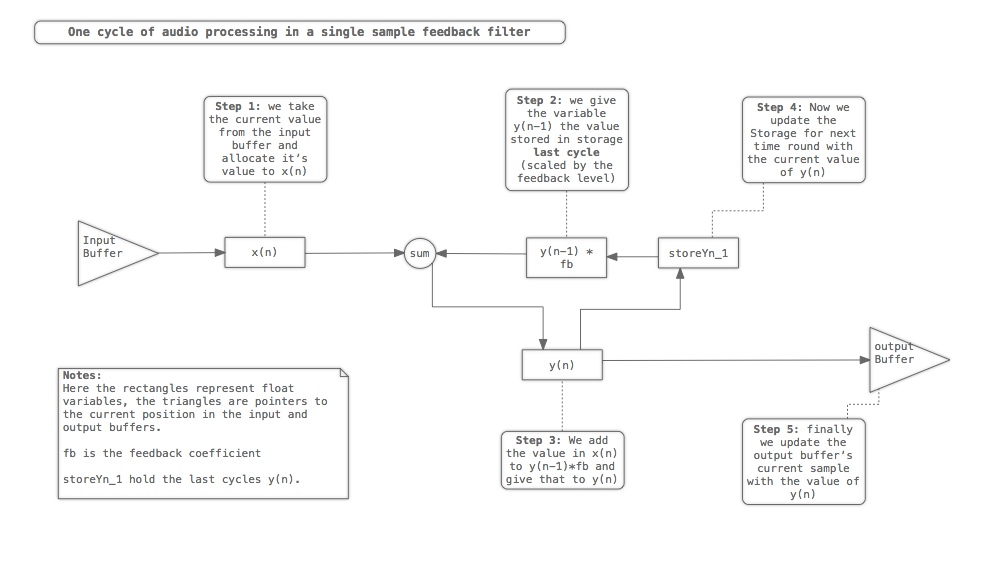 One cycle of audio processing in a single sample feedback filter
Step 1: we take
the current value
from the input
buffer and
allocate it's
value to x(n)
Step 2: we give
the variable
y(n-1) the value
stored in storage
last cycle
(scaled by the
feedback level)
Step 4: Now we
update the
Storage for next
time round with
the current value
of y(n)
Input
Buffer
x(n)
sum
y(n-1) *
fb
storeYn_1
y(n)
output
Buffer
Notes:
Here the rectangles represent float
variables, the triangles are pointers to
the current position in the input and
output buffers.
fb is the feedback coefficient
storeYn_1 hold the last cycles y(n).
Step 3: We add
the value in x(n)
to y(n-1)*fb and
give that to y(n)
Step 5: finally
we update the
output buffer's
current sample
with the value of
y(n)